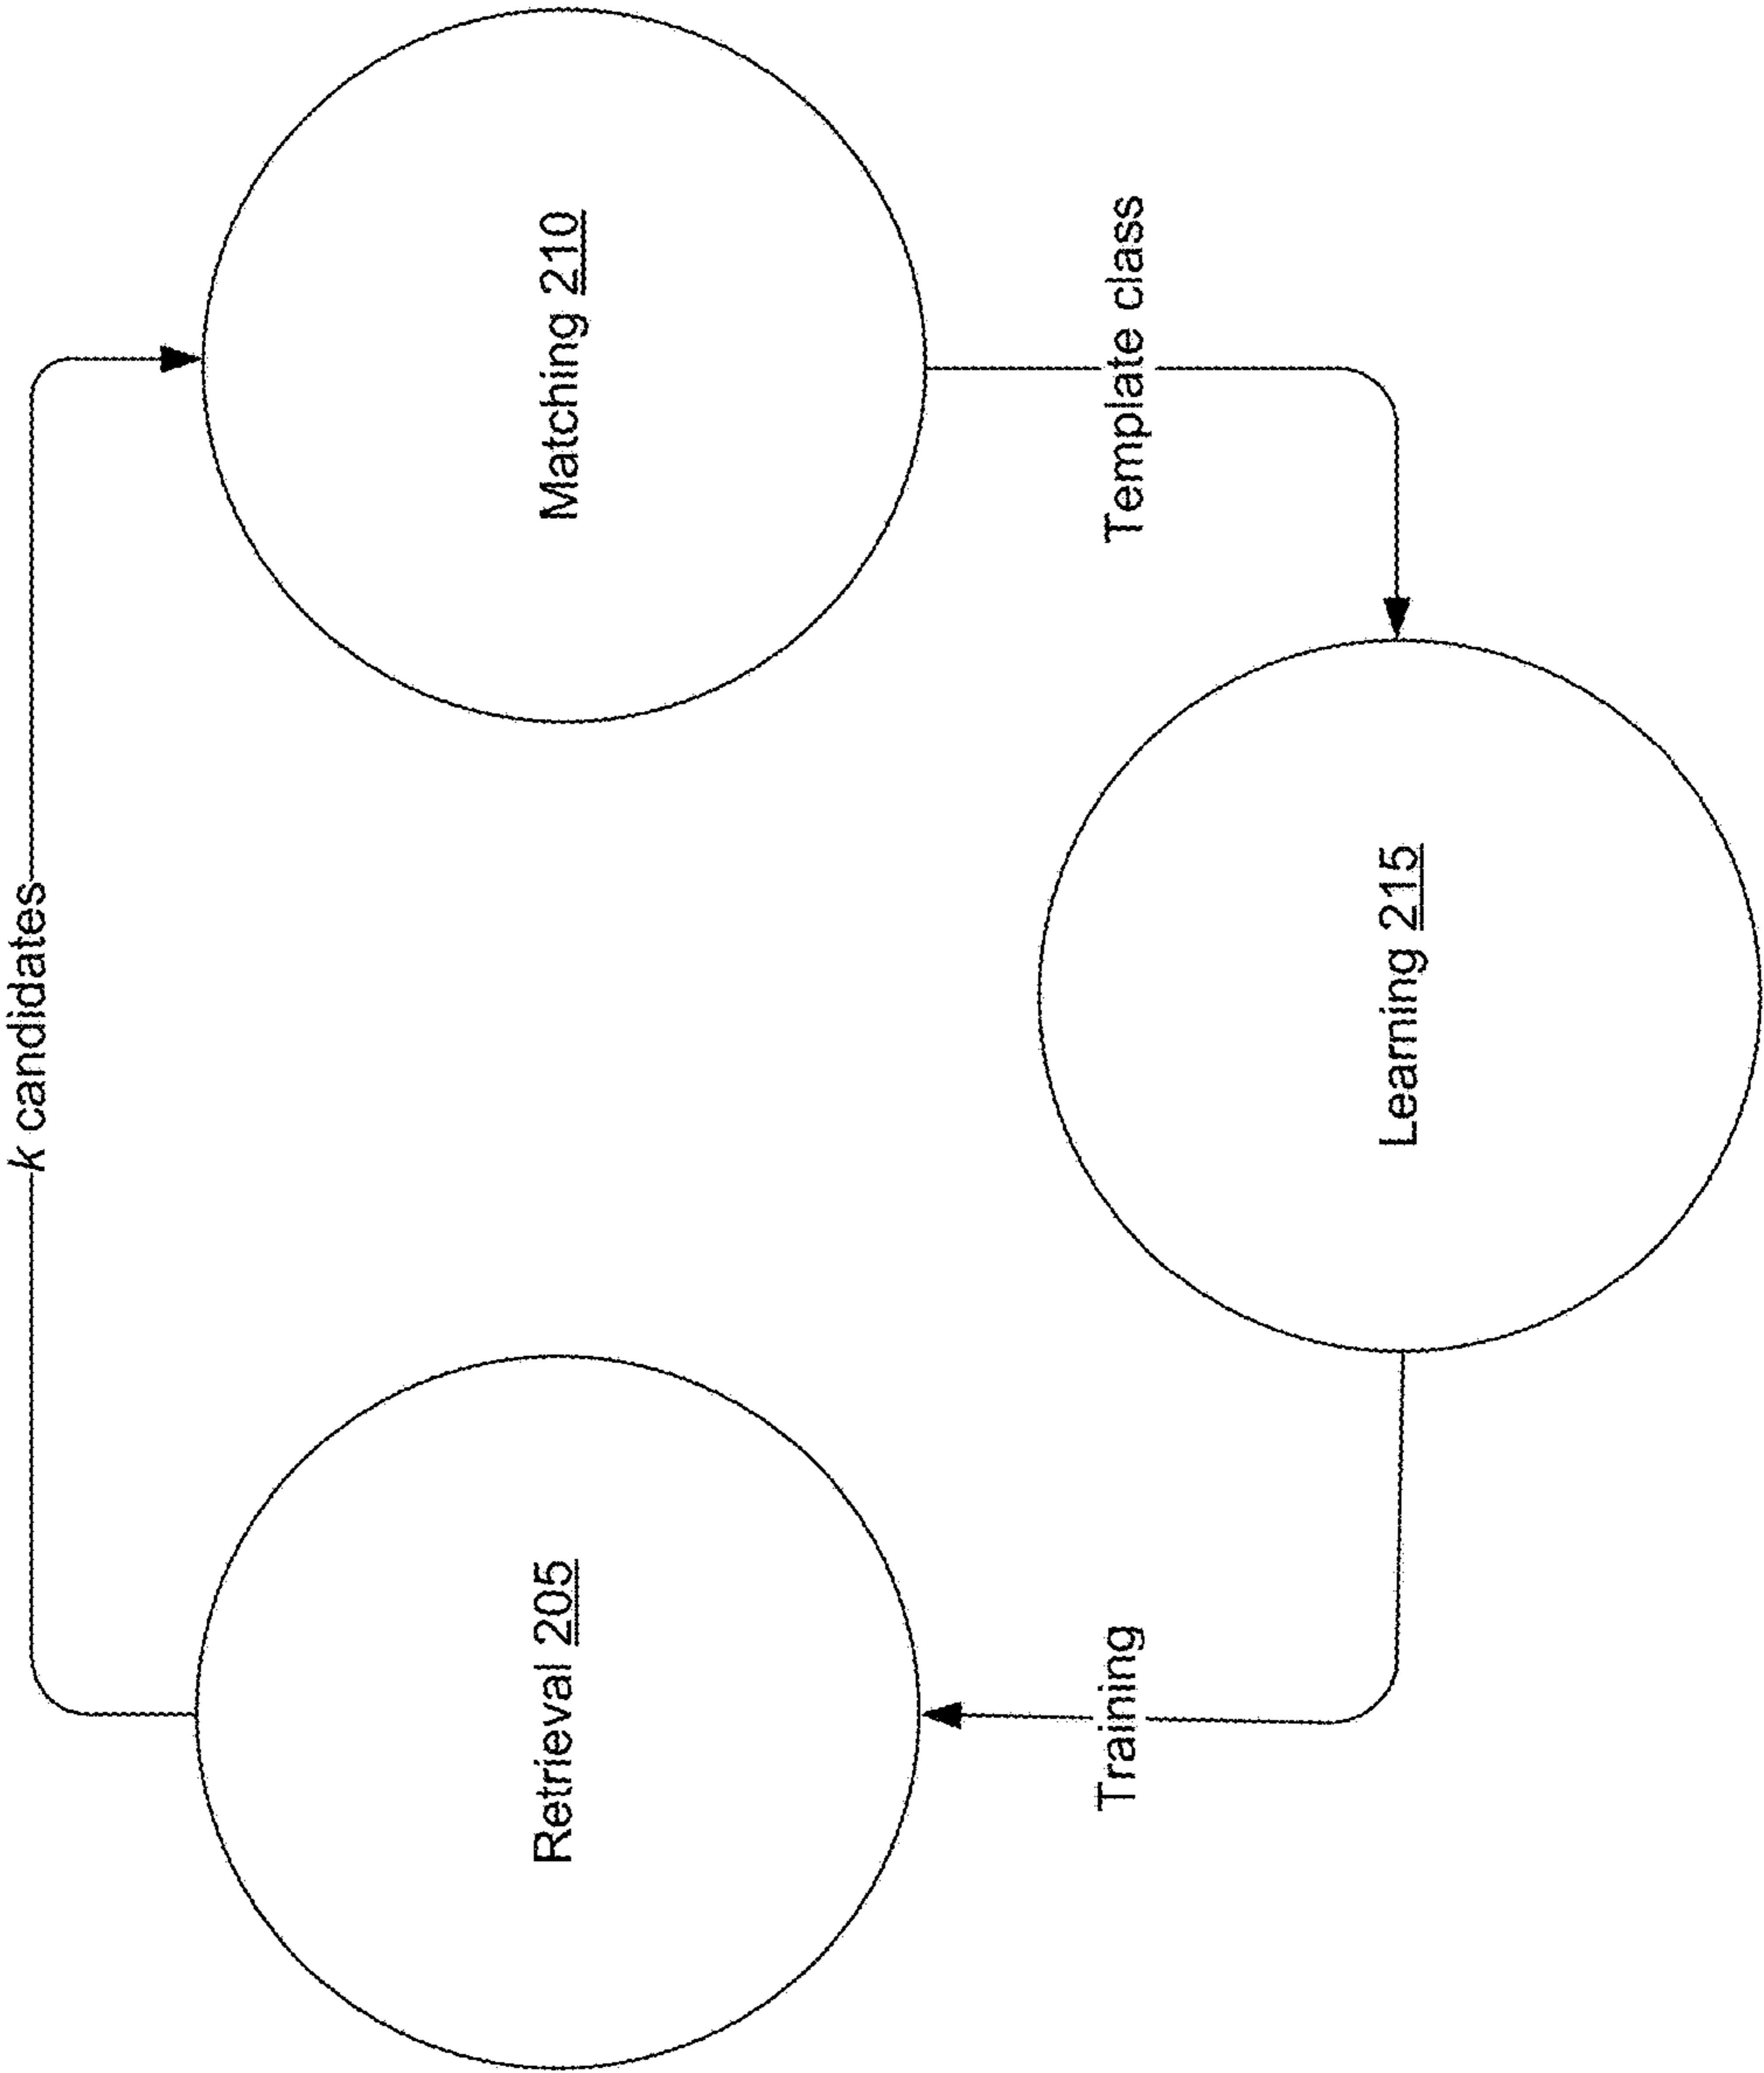 k candidates
Retrieval 205
Matching 210
Training
Template class
Learning 215